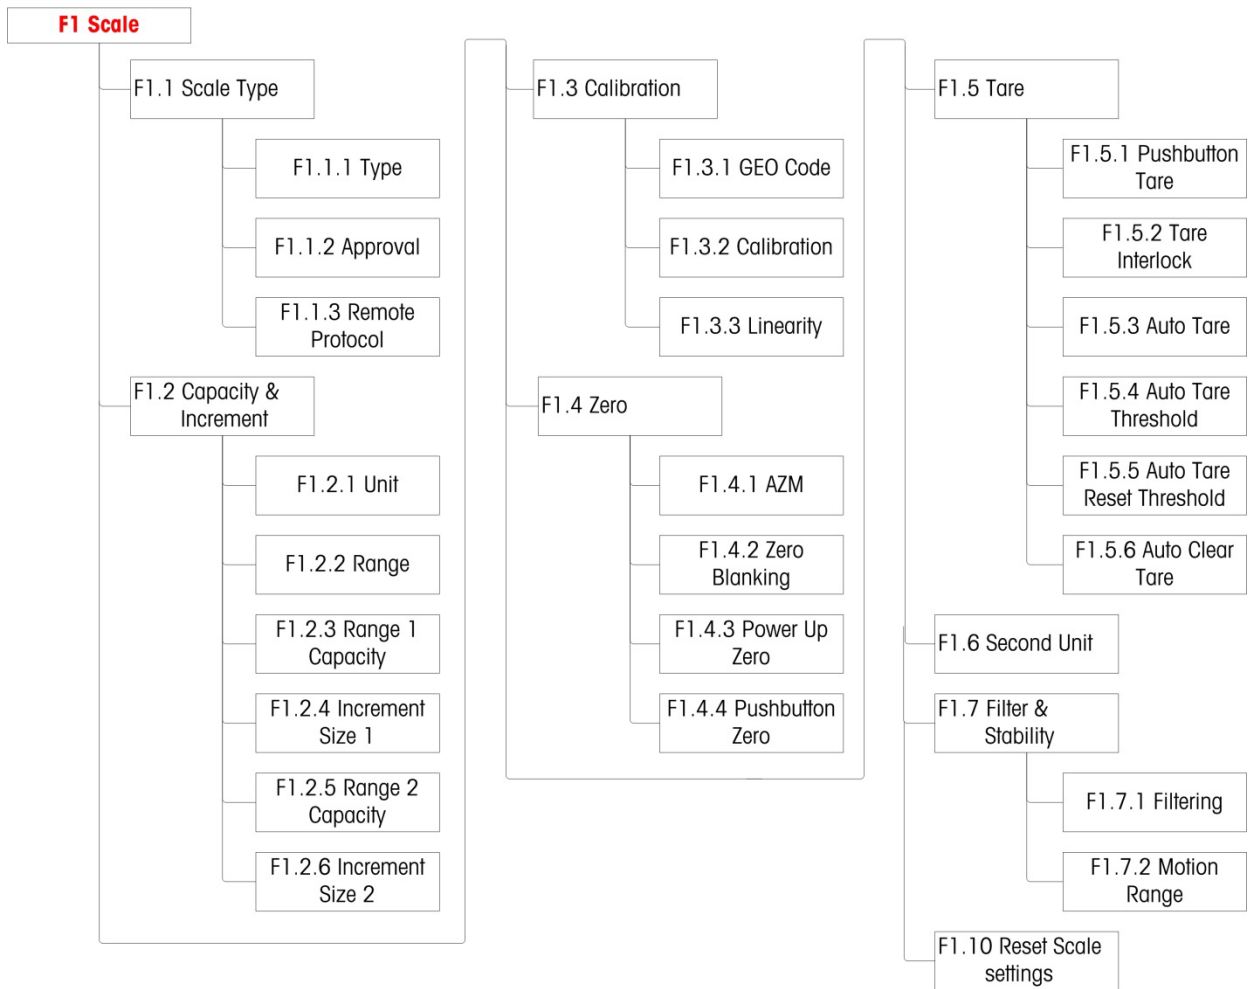 F1 Scale
F1.1 Scale Type
F1.1.1 Type
F1.1.2 Approval
F1.1.3 Remote
Protocol
F1.2 Capacity &
Increment
F1.2.1 Unit
F1.2.2 Range
F1.2.3 Range 1
Capacity
F1.2.4 Increment
Size 1
F1.2.5 Range 2
Capacity
F1.2.6 Increment
Size 2
F1.3 Calibration
F1.3.1 GEO Code
F1.3.2 Calibration
F1.3.3 Linearity
F1.4 Zero
F1.4.1 AZM
F1.4.2 Zero
Blanking
F1.4.3 Power Up
Zero
F1.4.4 Pushbutton
Zero
F1.5 Tare
F1.5.1 Pushbutton
Tare
F1.5.2 Tare
Interlock
F1.5.3 Auto Tare
F1.5.4 Auto Tare
Threshold
F1.5.5 Auto Tare
Reset Threshold
F1.5.6 Auto Clear
Tare
F1.6 Second Unit
F1.7 Filter &
Stability
F1.7.1 Filtering
F1.7.2 Motion
Range
F1.10 Reset Scale
settings